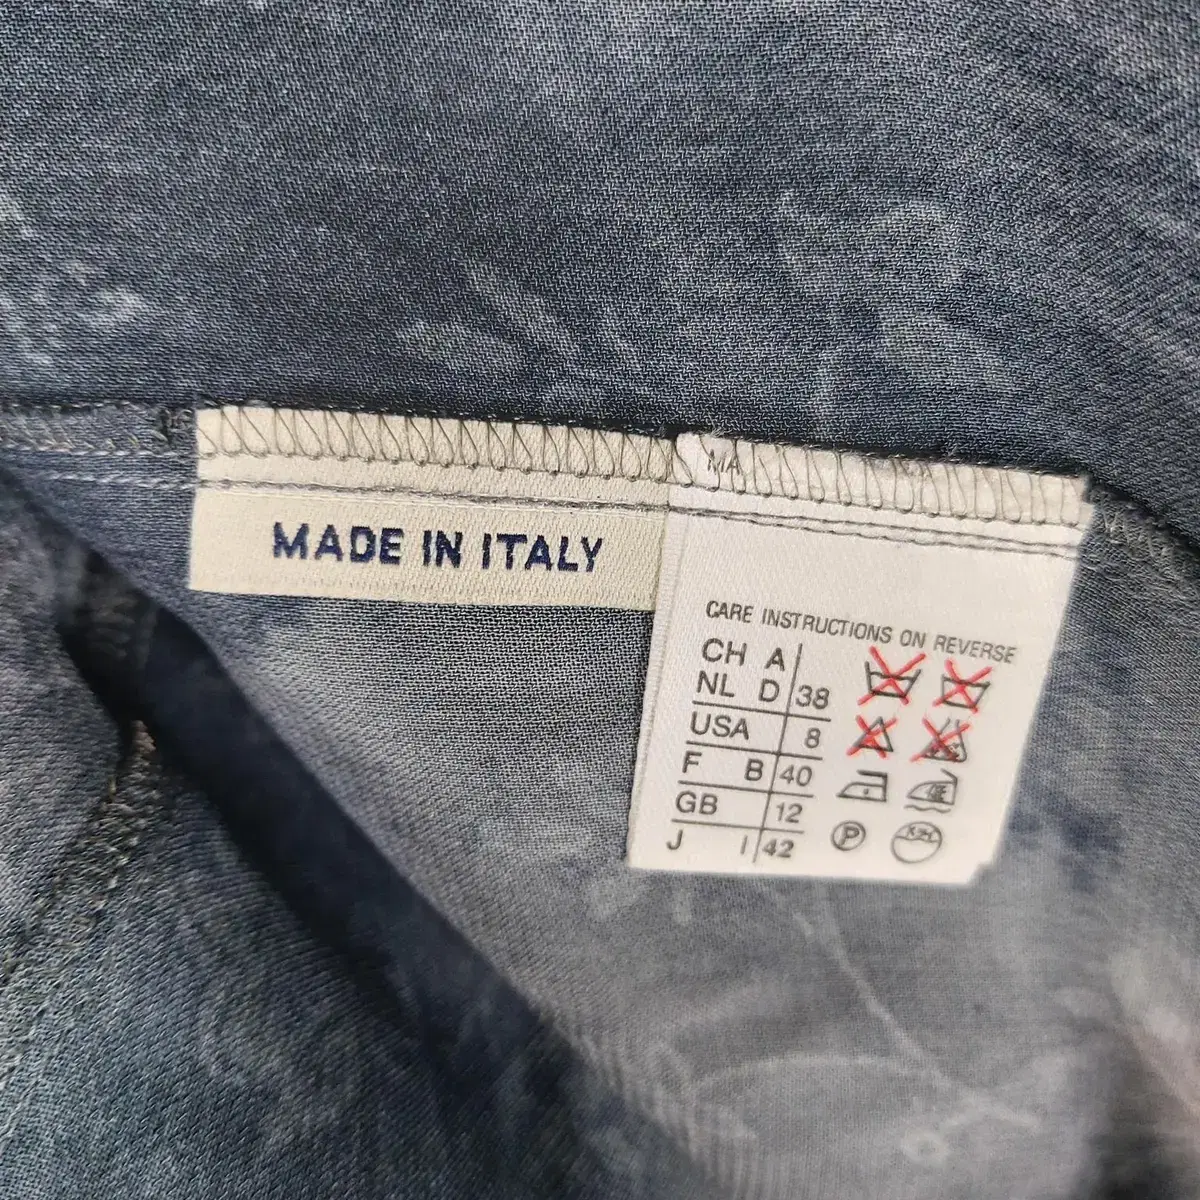 MA
MADE IN ITALY
CARE INSTRUCTIONS ON REVERSE
CH A
NL D 38
USA 8
F B 40
GB 12
J I 42
P